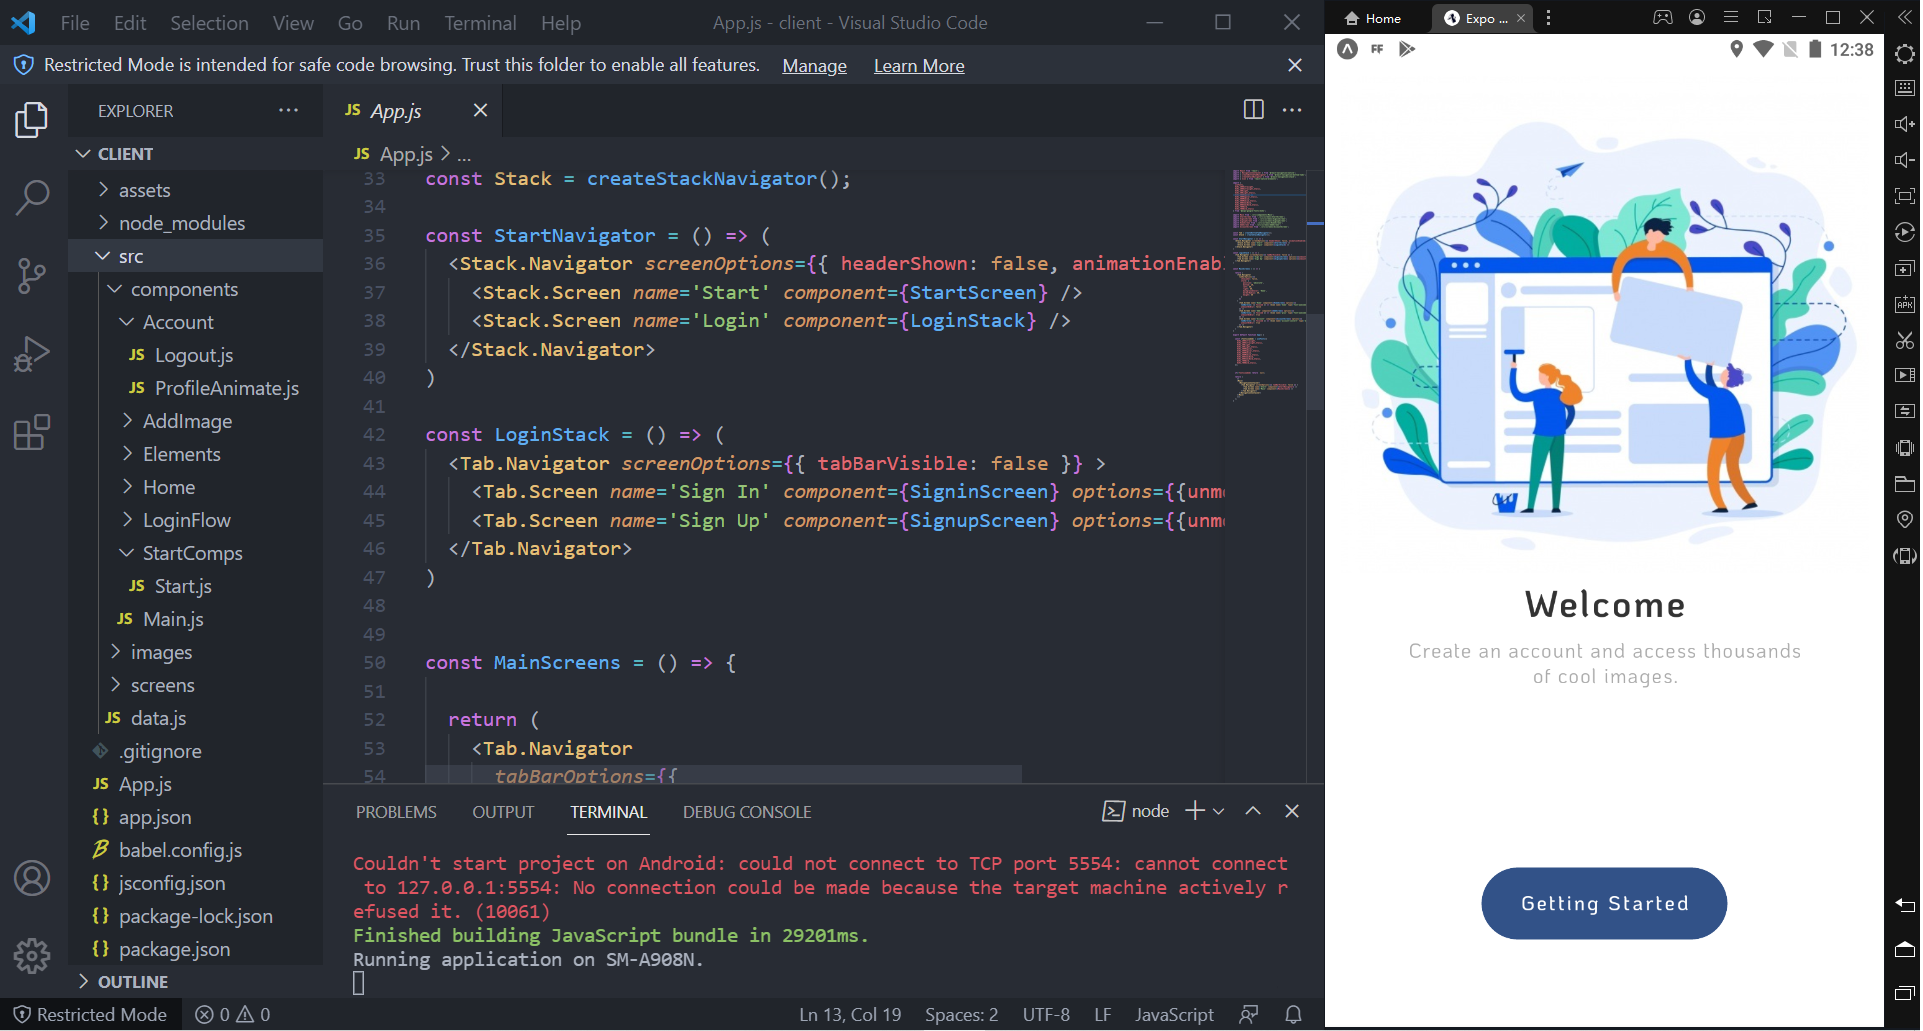 File Edit Selection View Go Run Terminal Help App.js - client - Visual Studio Code
Restricted Mode is intended for safe code browsing. Trust this folder to enable all features. Manage Learn More
EXPLORER
CLIENT
assets
node_modules
src
components
Account
JS Logout.js
JS ProfileAnimate.js
AddImage
Elements
Home
LoginFlow
StartComps
JS Start.js
JS Main.js
images
screens
JS data.js
.gitignore
JS App.js
{} app.json
babel.config.js
{} jsconfig.json
{} package-lock.json
{} package.json
OUTLINE
JS App.js
JS App.js > ...
33 const Stack = createStackNavigator();
34
35 const StartNavigator = () => (
36 <Stack.Navigator screenOptions={{ headerShown: false, animationEnab
37 <Stack.Screen name='Start' component={StartScreen} />
38 <Stack.Screen name='Login' component={LoginStack} />
39 </Stack.Navigator>
40 )
41
42 const LoginStack = () => (
43 <Tab.Navigator screenOptions={{ tabBarVisible: false }} >
44 <Tab.Screen name='Sign In' component={SigninScreen} options={{unm
45 <Tab.Screen name='Sign Up' component={SignupScreen} options={{unm
46 </Tab.Navigator>
47 )
48
49
50 const MainScreens = () => {
51
52 return (
53 <Tab.Navigator
54 tabBarOptions={{
PROBLEMS OUTPUT TERMINAL DEBUG CONSOLE node
Couldn't start project on Android: could not connect to TCP port 5554: cannot connect
to 127.0.0.1:5554: No connection could be made because the target machine actively r
efused it. (10061)
Finished building JavaScript bundle in 29201ms.
Running application on SM-A908N.
Restricted Mode 0 0 Ln 13, Col 19 Spaces: 2 UTF-8 LF JavaScript
Home Expo ...
FF 12:38
APK
Welcome
Create an account and access thousands
of cool images.
Getting Started